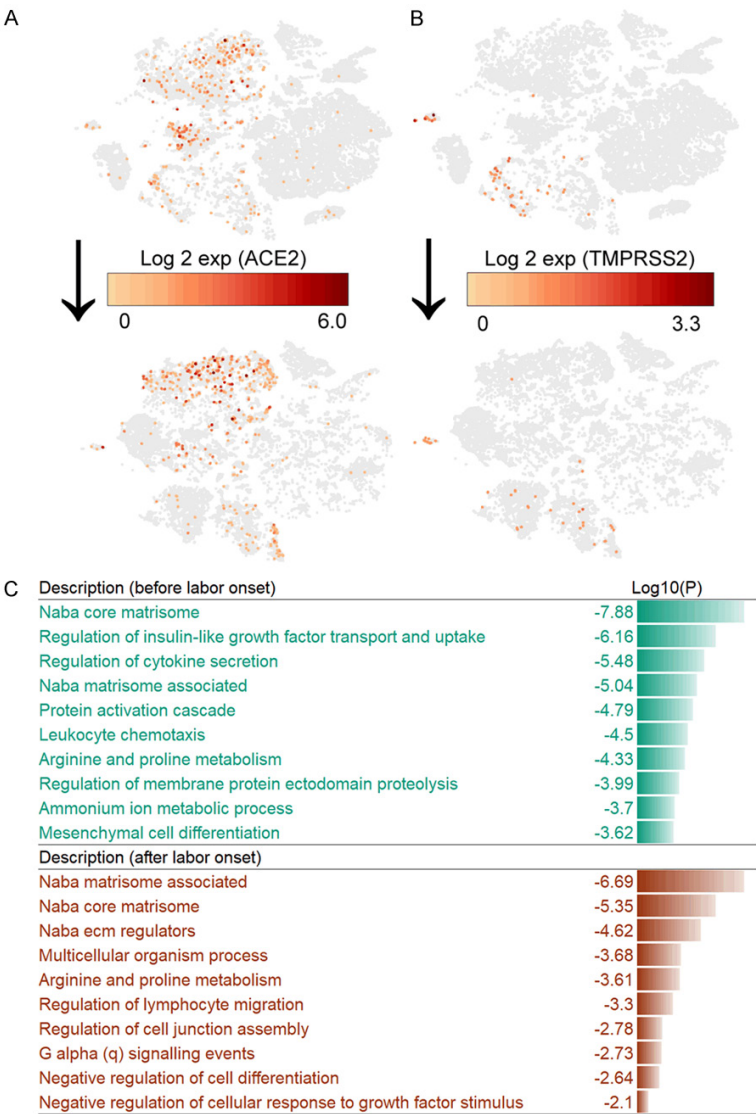 A
B
Log 2 exp (ACE2)
0 6.0
Log 2 exp (TMPRSS2)
0 3.3
C
Description (before labor onset) Log10(P)
Naba core matrisome -7.88
Regulation of insulin-like growth factor transport and uptake -6.16
Regulation of cytokine secretion -5.48
Naba matrisome associated -5.04
Protein activation cascade -4.79
Leukocyte chemotaxis -4.5
Arginine and proline metabolism -4.33
Regulation of membrane protein ectodomain proteolysis -3.99
Ammonium ion metabolic process -3.7
Mesenchymal cell differentiation -3.62
Description (after labor onset)
Naba matrisome associated -6.69
Naba core matrisome -5.35
Naba ecm regulators -4.62
Multicellular organism process -3.68
Arginine and proline metabolism -3.61
Regulation of lymphocyte migration -3.3
Regulation of cell junction assembly -2.78
G alpha (q) signalling events -2.73
Negative regulation of cell differentiation -2.64
Negative regulation of cellular response to growth factor stimulus -2.1